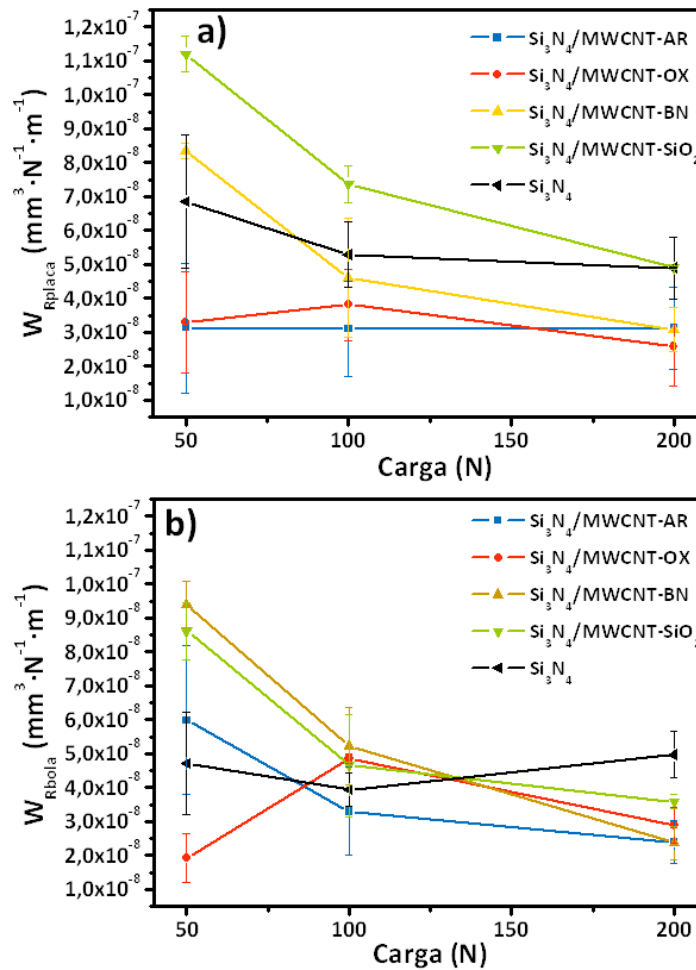 a)
Si₃N₄/MWCNT-AR
Si₃N₄/MWCNT-OX
Si₃N₄/MWCNT-BN
Si₃N₄/MWCNT-SiO₂
Si₃N₄
W_Rplaca (mm³·N⁻¹·m⁻¹)
1,2x10⁻⁷
1,1x10⁻⁷
1,0x10⁻⁷
9,0x10⁻⁸
8,0x10⁻⁸
7,0x10⁻⁸
6,0x10⁻⁸
5,0x10⁻⁸
4,0x10⁻⁸
3,0x10⁻⁸
2,0x10⁻⁸
1,0x10⁻⁸
50 100 150 200
Carga (N)
b)
Si₃N₄/MWCNT-AR
Si₃N₄/MWCNT-OX
Si₃N₄/MWCNT-BN
Si₃N₄/MWCNT-SiO₂
Si₃N₄
W_Rbola (mm³·N⁻¹·m⁻¹)
1,2x10⁻⁷
1,1x10⁻⁷
1,0x10⁻⁷
9,0x10⁻⁸
8,0x10⁻⁸
7,0x10⁻⁸
6,0x10⁻⁸
5,0x10⁻⁸
4,0x10⁻⁸
3,0x10⁻⁸
2,0x10⁻⁸
1,0x10⁻⁸
50 100 150 200
Carga (N)